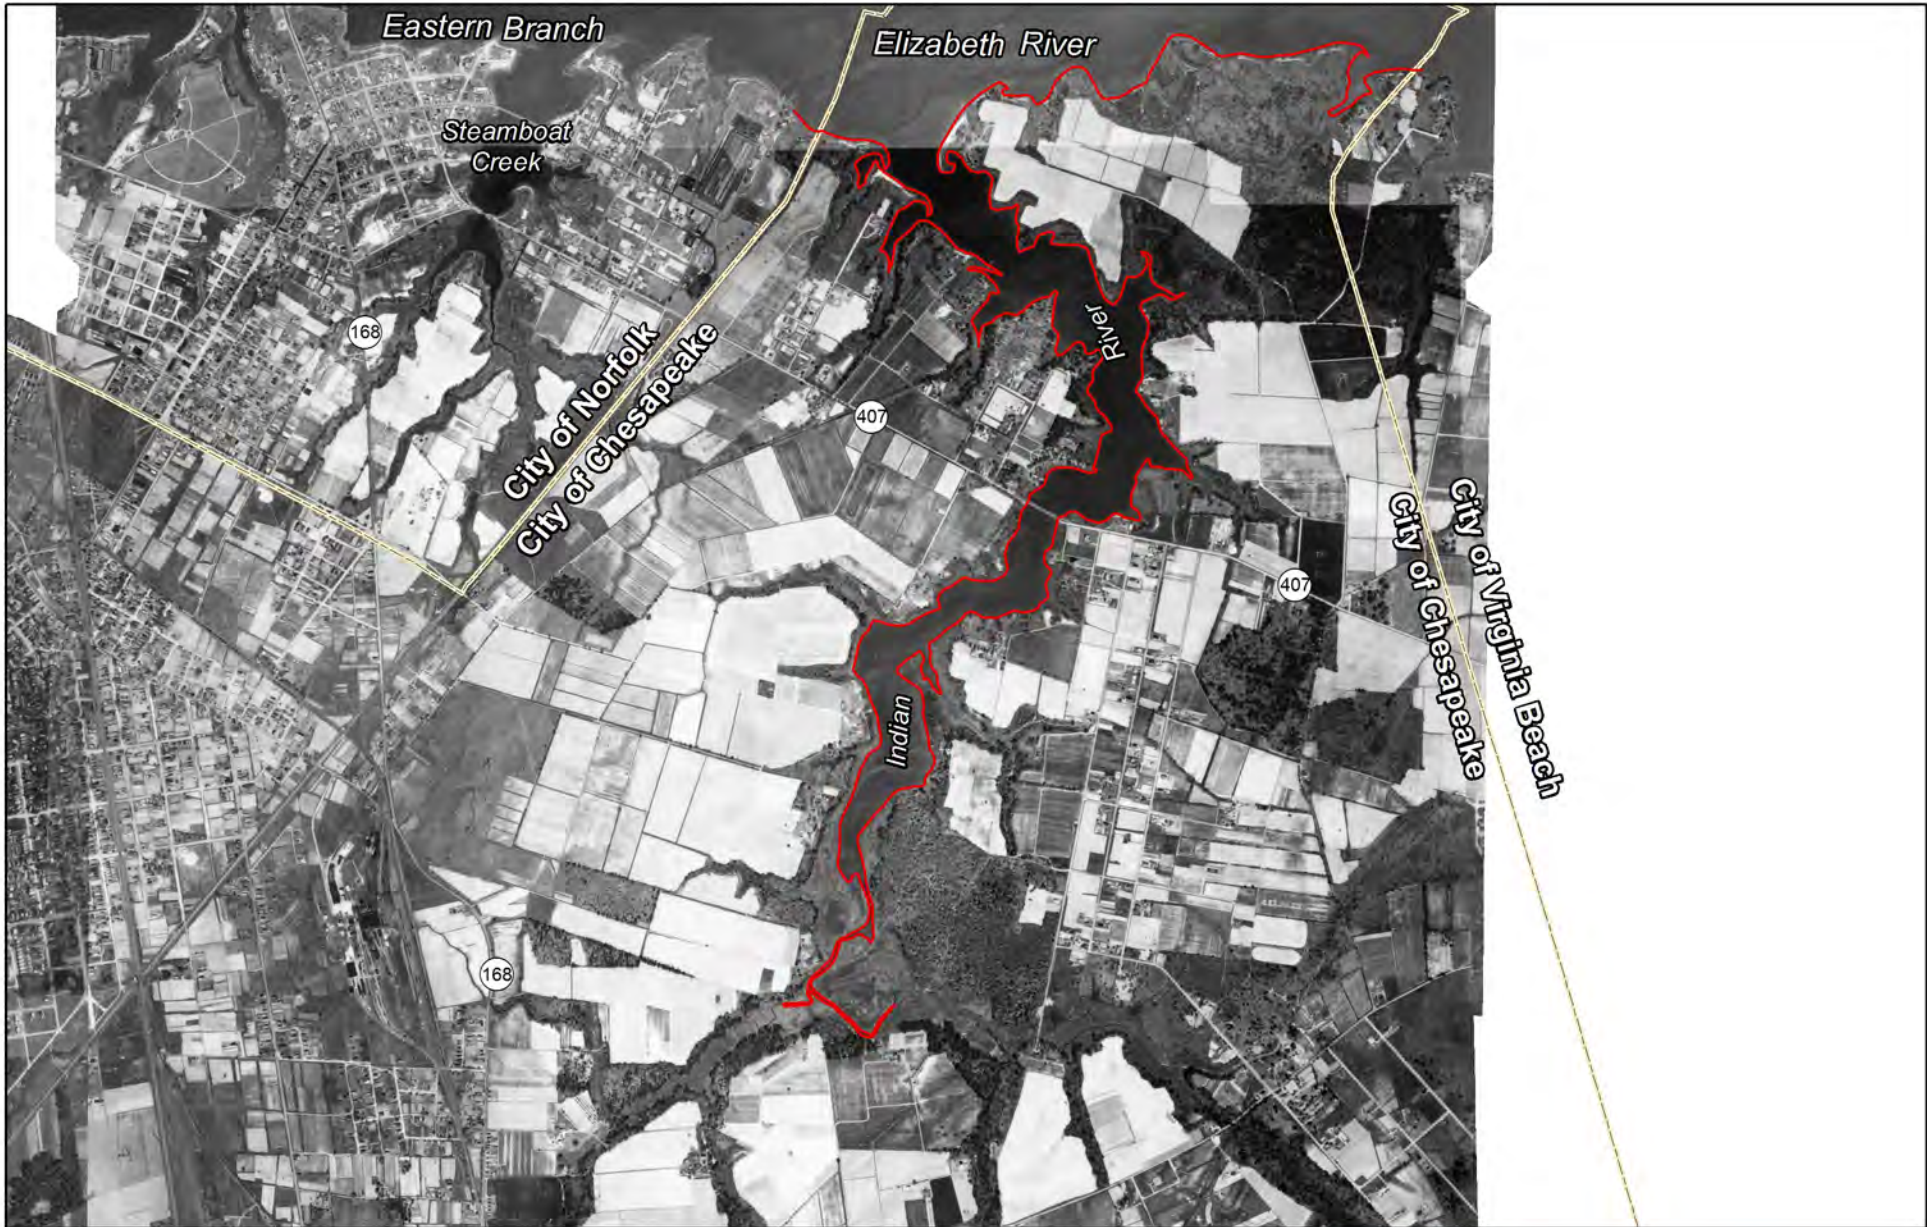 Eastern Branch
Elizabeth River
Steamboat
Creek
168
City of Norfolk
City of Chesapeake
407
River
407
City of Virginia Beach
City of Chesapeake
Indian
168